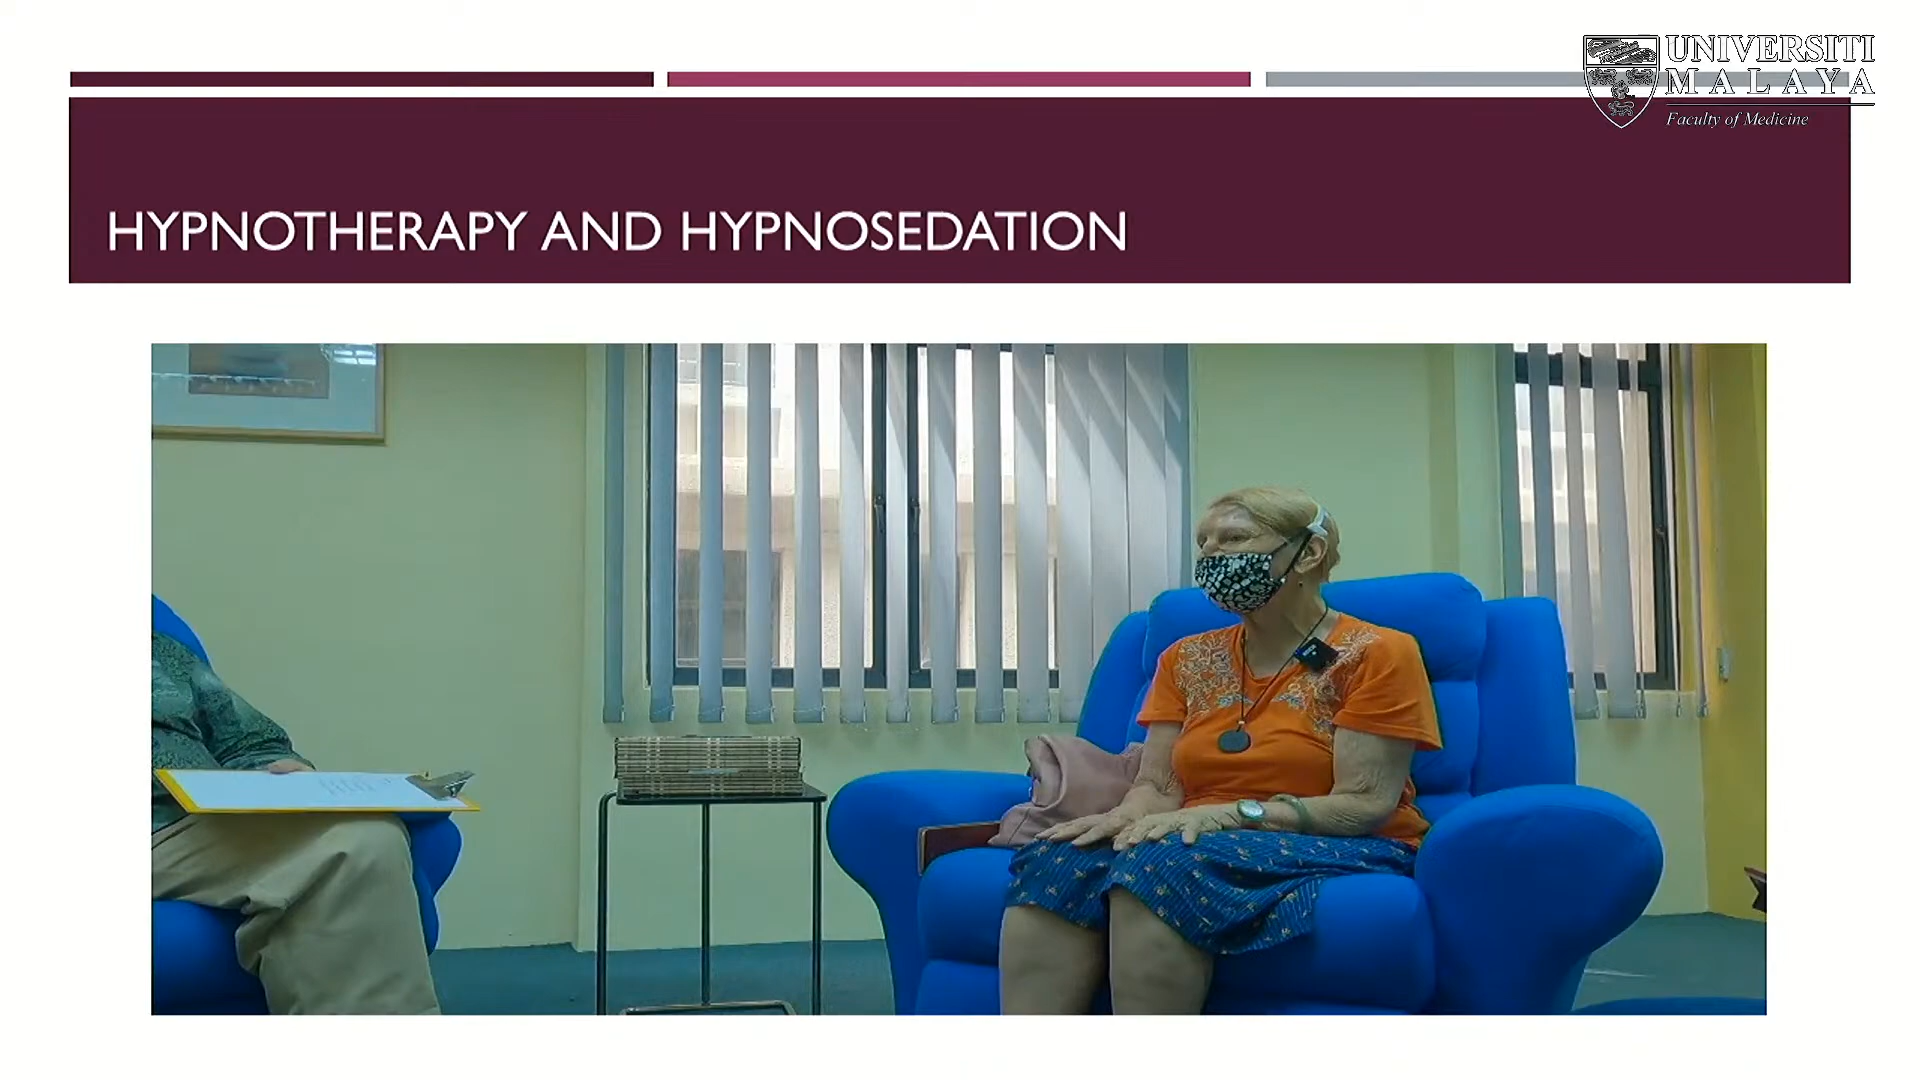 UNIVERSITI
MALAYA
Faculty of Medicine
HYPNOTHERAPY AND HYPNOSEDATION